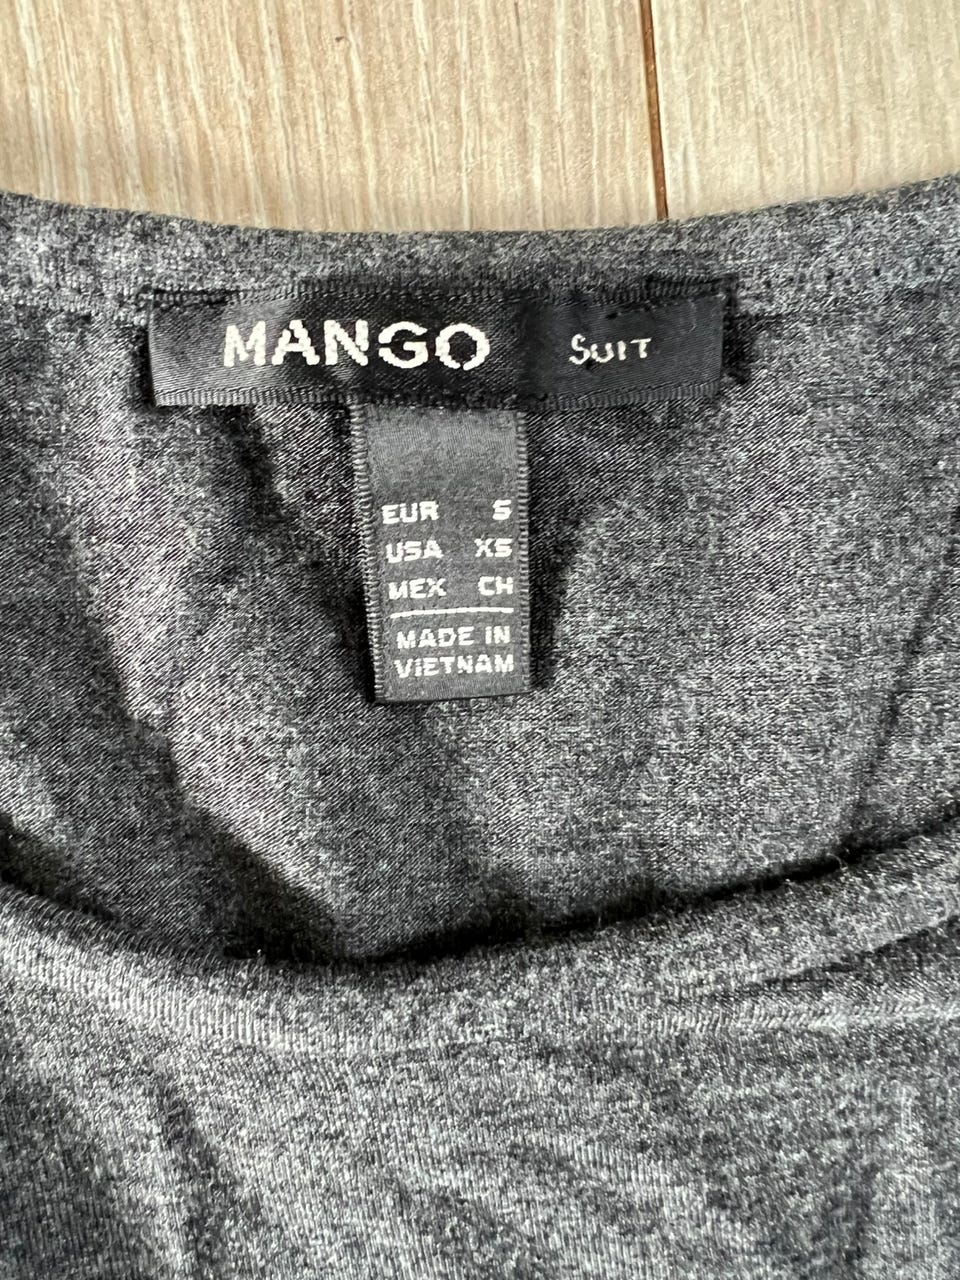 MANGO SUIT
EUR S
USA XS
MEX CH
MADE IN
VIETNAM